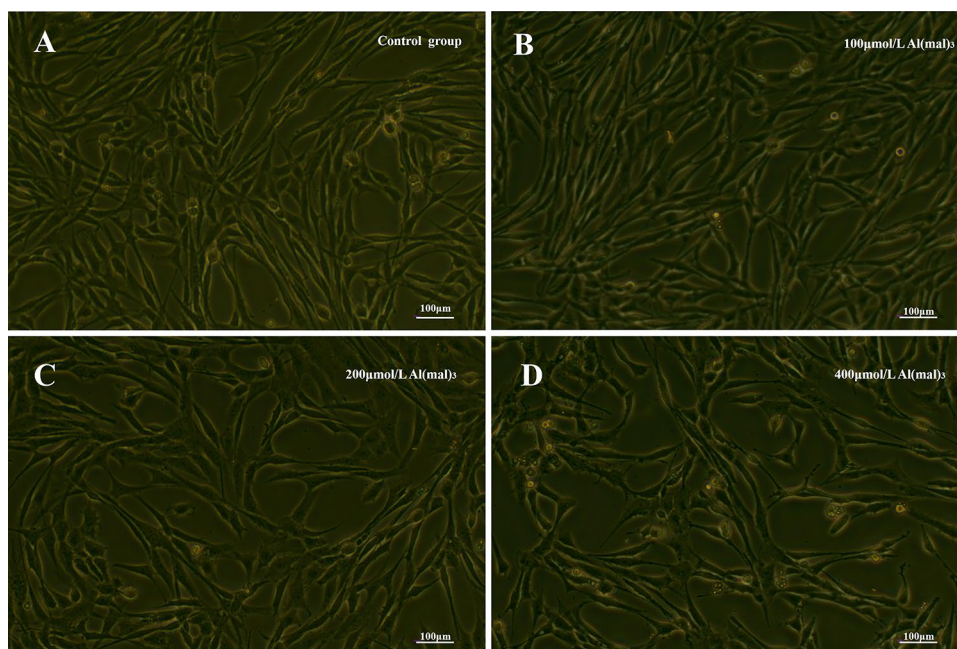 A
Control group
100μm
B
100μmol/L Al(mal)₃
100μm
C
200μmol/L Al(mal)₃
100μm
D
400μmol/L Al(mal)₃
100μm